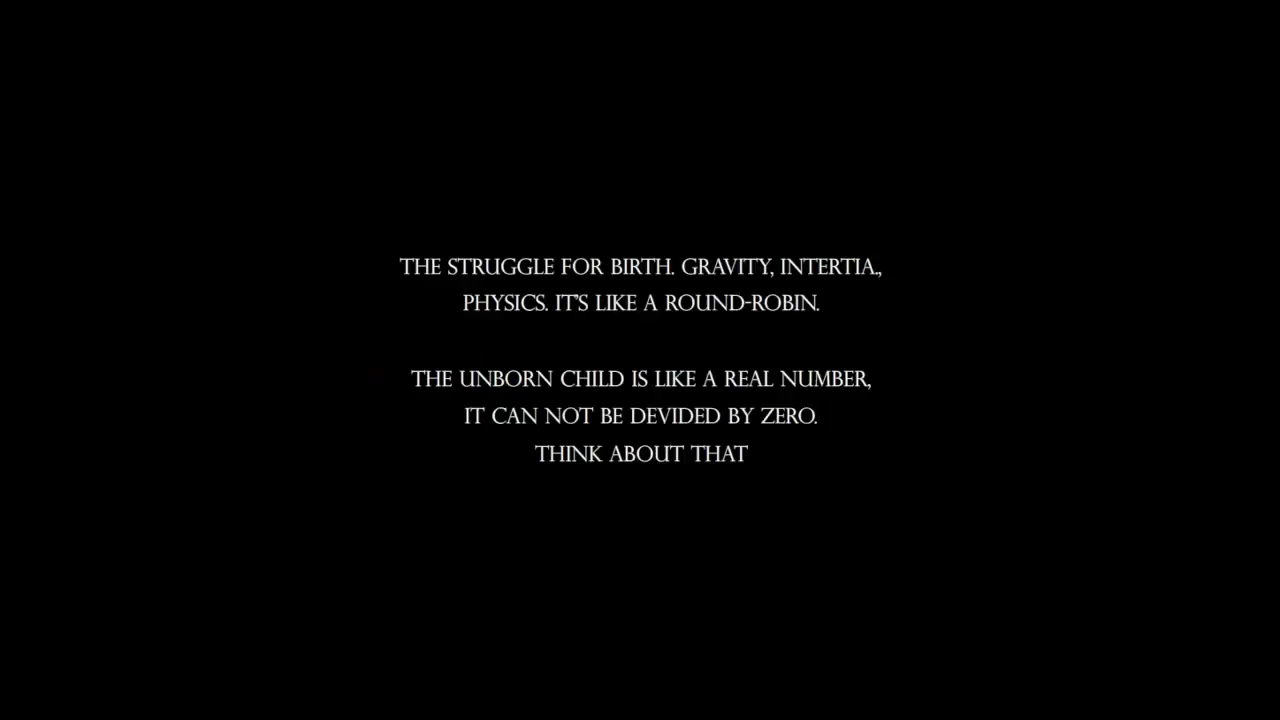 THE STRUGGLE FOR BIRTH. GRAVITY, INTERTIA.,
PHYSICS. IT'S LIKE A ROUND-ROBIN.
THE UNBORN CHILD IS LIKE A REAL NUMBER,
IT CAN NOT BE DEVIDED BY ZERO.
THINK ABOUT THAT